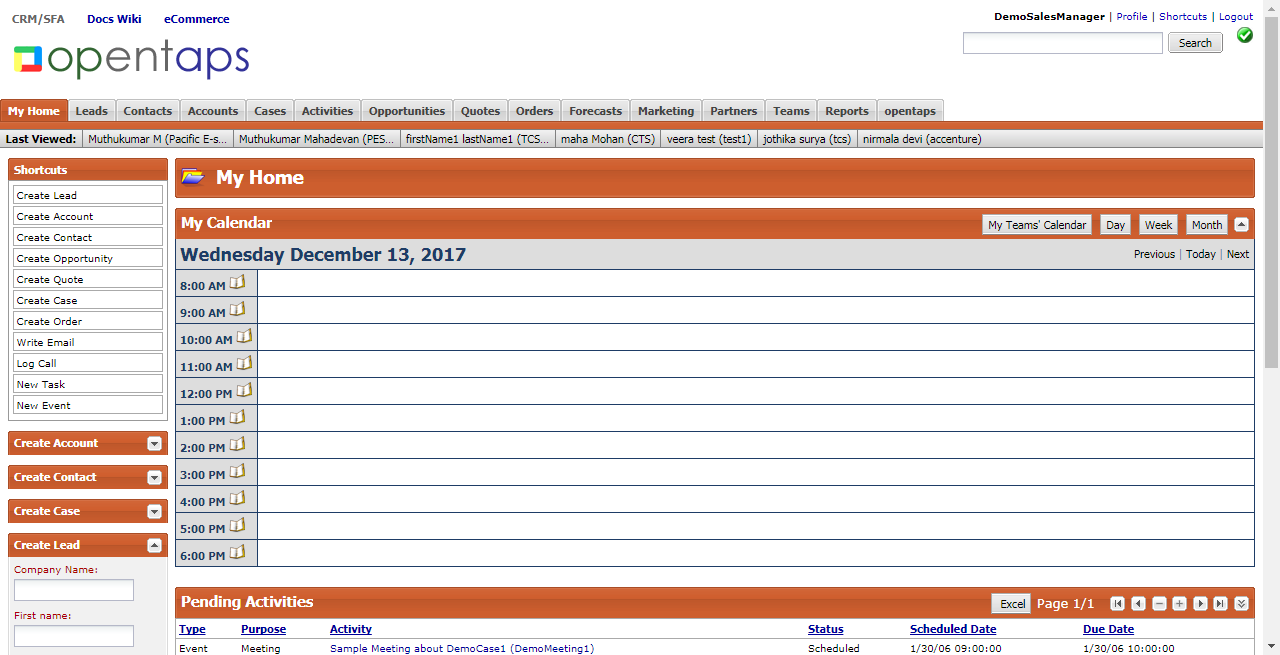 CRM/SFA Docs Wiki eCommerce
DemoSalesManager | Profile | Shortcuts | Logout
opentaps
Search
My Home Leads Contacts Accounts Cases Activities Opportunities Quotes Orders Forecasts Marketing Partners Teams Reports opentaps
Last Viewed: Muthukumar M (Pacific E-s... Muthukumar Mahadevan (PES... firstName1 lastName1 (TCS... maha Mohan (CTS) veera test (test1) jothika surya (tcs) nirmala devi (accenture)
Shortcuts
Create Lead
Create Account
Create Contact
Create Opportunity
Create Quote
Create Case
Create Order
Write Email
Log Call
New Task
New Event
Create Account
Create Contact
Create Case
Create Lead
Company Name:
First name:
My Home
My Calendar My Teams' Calendar Day Week Month
Wednesday December 13, 2017 Previous | Today | Next
8:00 AM
9:00 AM
10:00 AM
11:00 AM
12:00 PM
1:00 PM
2:00 PM
3:00 PM
4:00 PM
5:00 PM
6:00 PM
Pending Activities Excel Page 1/1
Type Purpose Activity Status Scheduled Date Due Date
Event Meeting Sample Meeting about DemoCase1 (DemoMeeting1) Scheduled 1/30/06 09:00:00 1/30/06 10:00:00